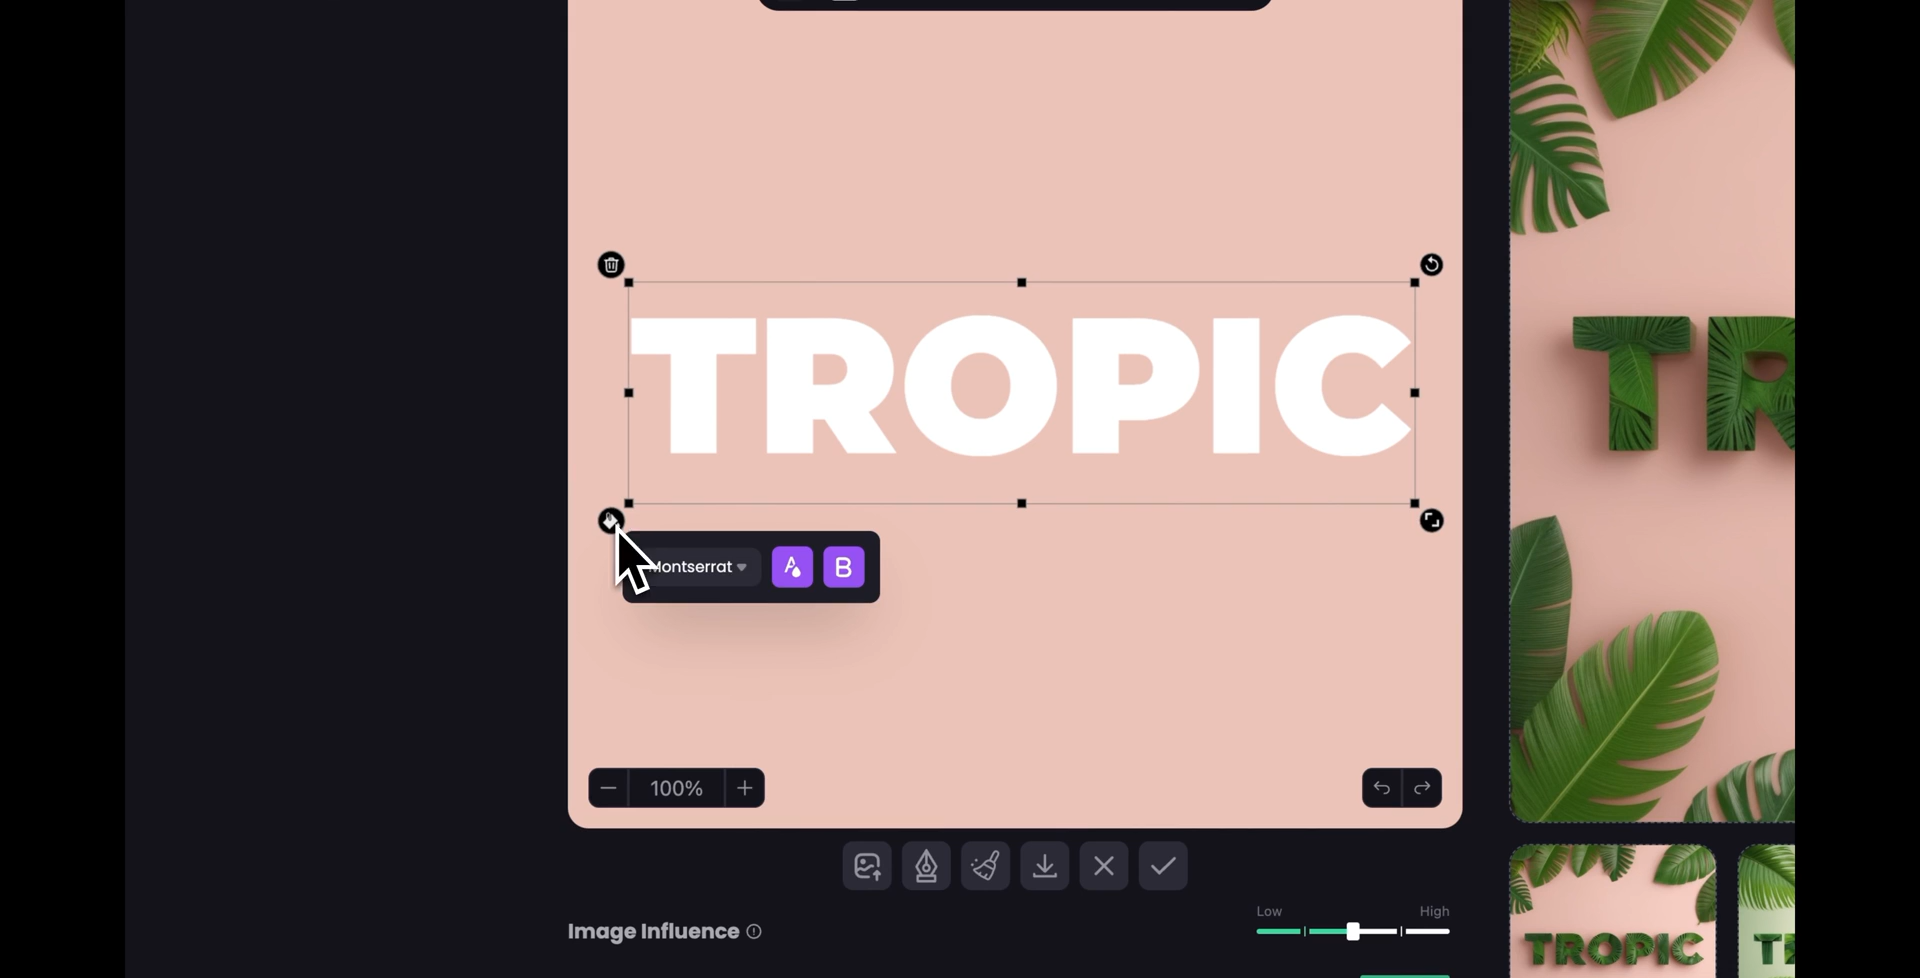 TROPIC
TR
Montserrat
A B
100%
Low High
Image Influence
TROPIC
T